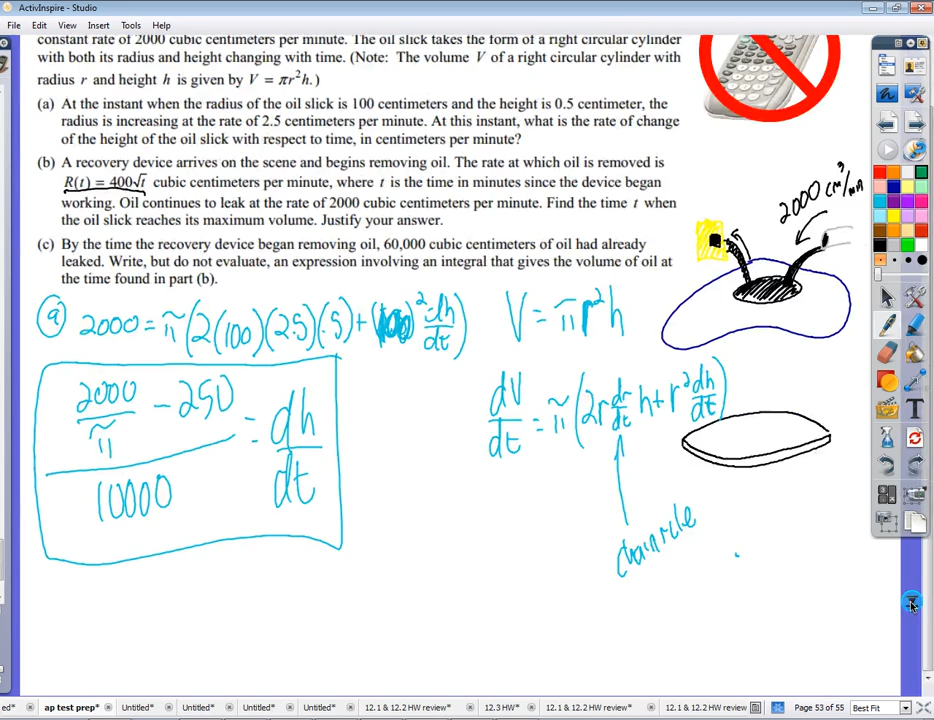 ActivInspire - Studio
File Edit View Insert Tools Help
constant rate of 2000 cubic centimeters per minute. The oil slick takes the form of a right circular cylinder
with both its radius and height changing with time. (Note: The volume V of a right circular cylinder with
radius r and height h is given by V = πr²h.)
(a) At the instant when the radius of the oil slick is 100 centimeters and the height is 0.5 centimeter, the
radius is increasing at the rate of 2.5 centimeters per minute. At this instant, what is the rate of change
of the height of the oil slick with respect to time, in centimeters per minute?
(b) A recovery device arrives on the scene and begins removing oil. The rate at which oil is removed is
R(t) = 400√t cubic centimeters per minute, where t is the time in minutes since the device began
working. Oil continues to leak at the rate of 2000 cubic centimeters per minute. Find the time t when
the oil slick reaches its maximum volume. Justify your answer.
(c) By the time the recovery device began removing oil, 60,000 cubic centimeters of oil had already
leaked. Write, but do not evaluate, an expression involving an integral that gives the volume of oil at
the time found in part (b).
2000 cm³/min
a) 2000 = π(2(100)(2.5)(.5) + (100)² dh/dt)
V = πr²h
2000/π - 250
/ 10000 = dh/dt
dV/dt = π(2r dr/dt h + r² dh/dt)
chain rule
ed* ap test prep* Untitled* Untitled* Untitled* Untitled* 12.1 & 12.2 HW* 12.3 HW* 12.1 & 12.2 review* 12.1 & 12.2 review Page 53 of 55 Best Fit